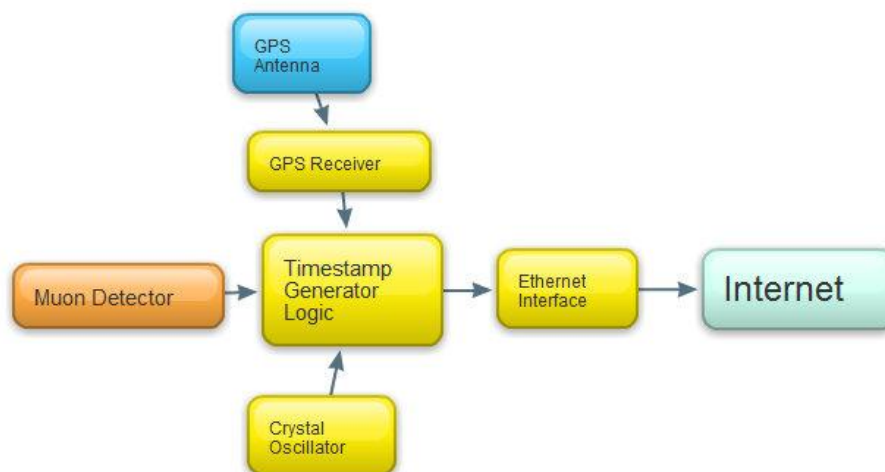 GPS
Antenna
GPS Receiver
Muon Detector
Timestamp
Generator
Logic
Ethernet
Interface
Internet
Crystal
Oscillator